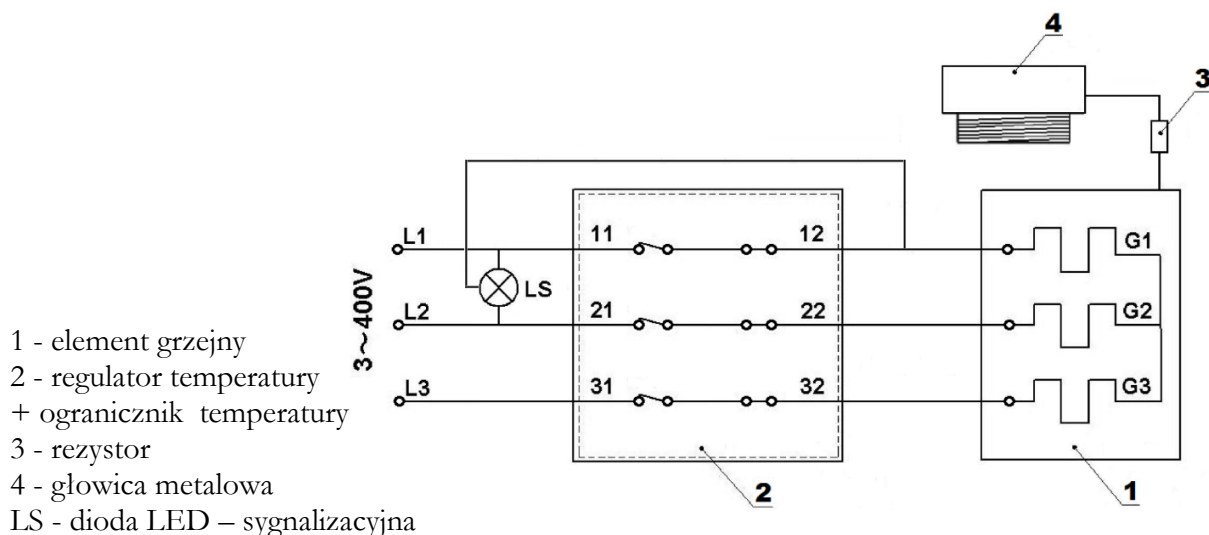 4
3
L1
11
12
G1
LS
3~400V
L2
21
22
G2
L3
31
32
G3
2
1
1 - element grzejny
2 - regulator temperatury
+ ogranicznik temperatury
3 - rezystor
4 - głowica metalowa
LS - dioda LED – sygnalizacyjna